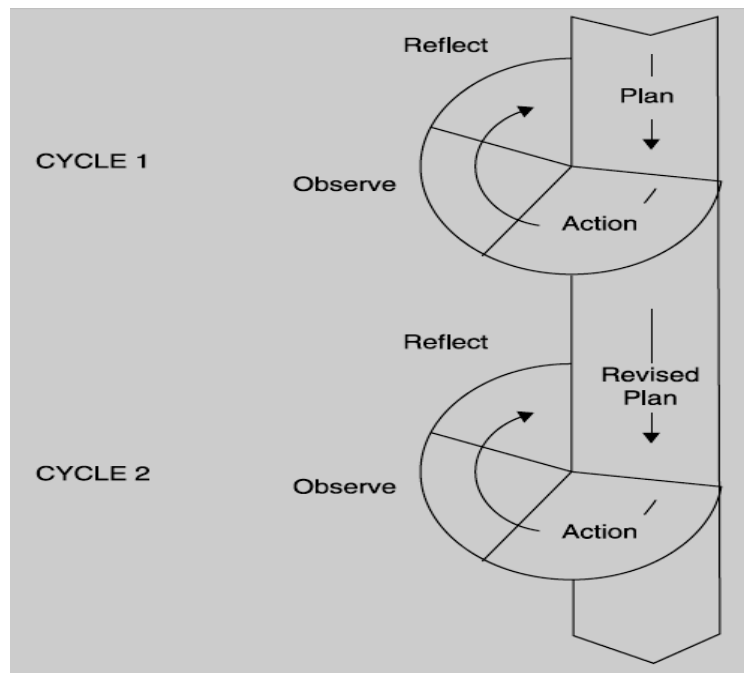 Reflect
Plan
CYCLE 1
Observe
Action
Reflect
Revised
Plan
CYCLE 2
Observe
Action